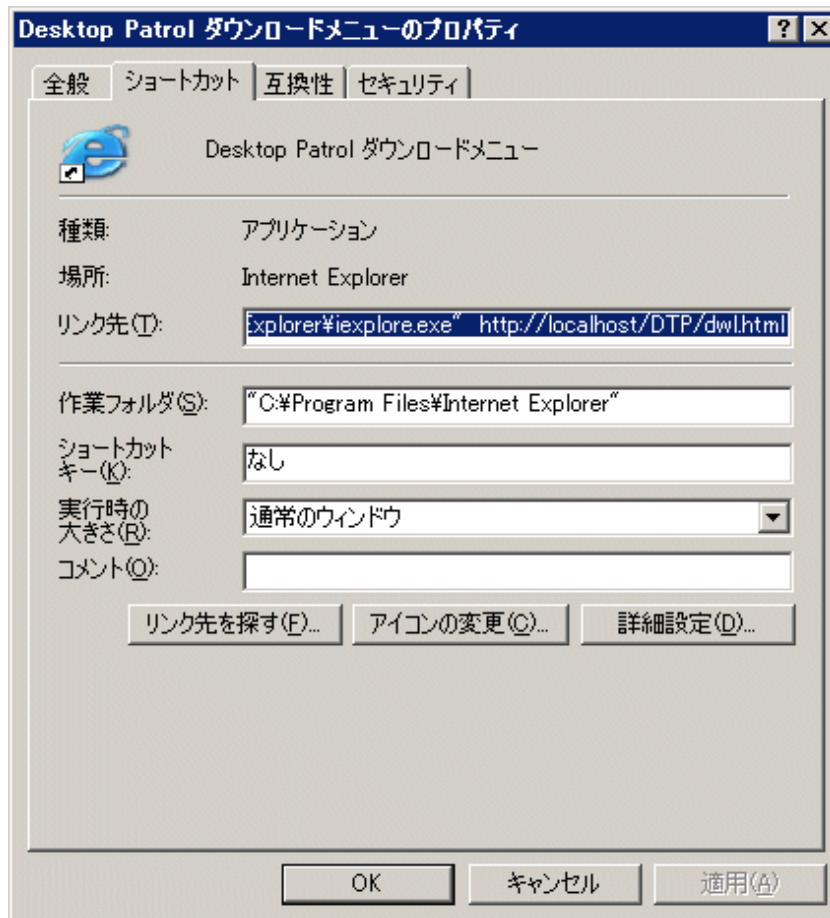 Desktop Patrol ダウンロードメニューのプロパティ
全般 ショートカット 互換性 セキュリティ
Desktop Patrol ダウンロードメニュー
種類: アプリケーション
場所: Internet Explorer
リンク先(T): Explorer¥iexplore.exe" http://localhost/DTP/dwl.html
作業フォルダ(S): "C:¥Program Files¥Internet Explorer"
ショートカット
キー(K): なし
実行時の
大きさ(R): 通常のウィンドウ
コメント(O):
リンク先を探す(F)... アイコンの変更(C)... 詳細設定(D)...
OK キャンセル 適用(A)